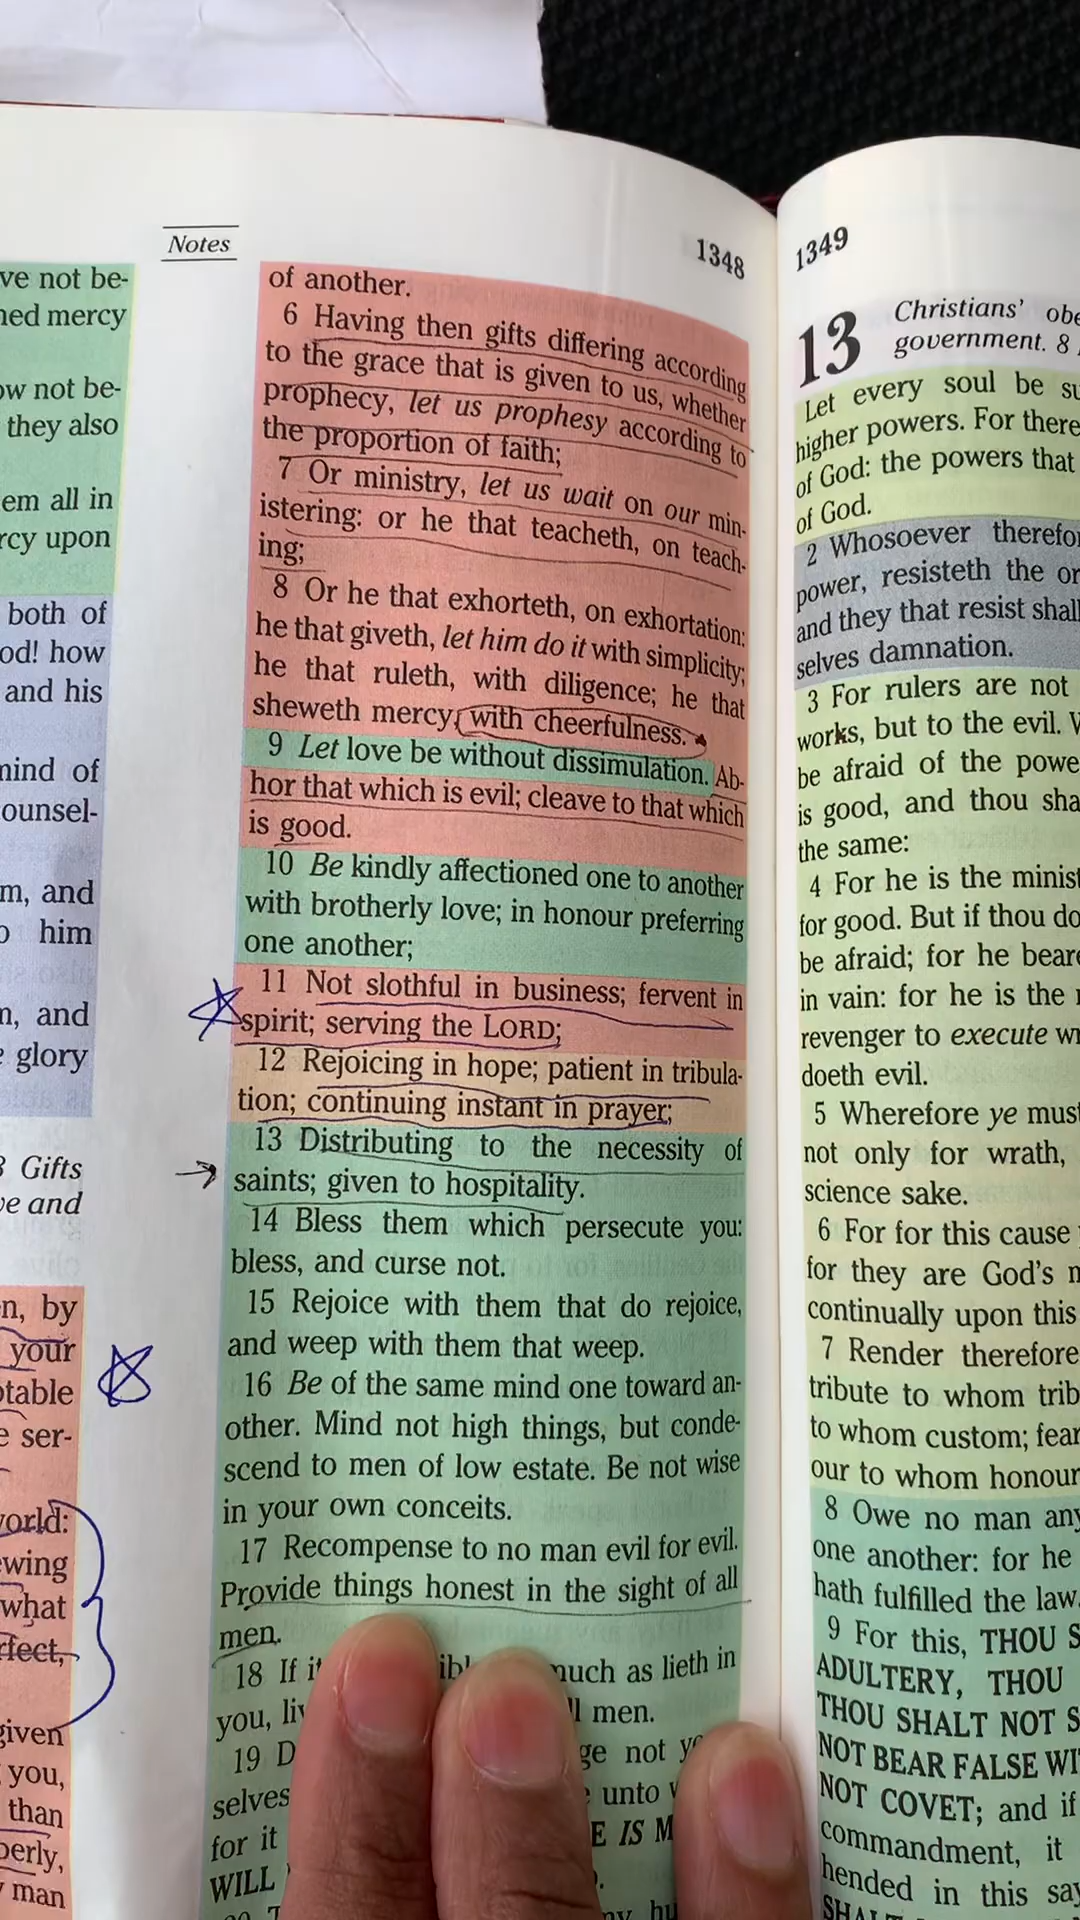 ve not be-
ned mercy
ow not be-
they also
em all in
rcy upon
both of
od! how
and his
mind of
ounsel-
m, and
him
n, and
glory
Gifts
ve and
n, by
your
ptable
e ser-
world:
ewing
what
rfect,
given
you,
than
perly,
man
Notes
1348
of another.
6 Having then gifts differing according
to the grace that is given to us, whether
prophecy, let us prophesy according to
the proportion of faith;
7 Or ministry, let us wait on our min-
istering: or he that teacheth, on teach-
ing;
8 Or he that exhorteth, on exhortation:
he that giveth, let him do it with simplicity;
he that ruleth, with diligence; he that
sheweth mercy, with cheerfulness.
9 Let love be without dissimulation. Ab-
hor that which is evil; cleave to that which
is good.
10 Be kindly affectioned one to another
with brotherly love; in honour preferring
one another;
11 Not slothful in business; fervent in
spirit; serving the LORD;
12 Rejoicing in hope; patient in tribula-
tion; continuing instant in prayer;
13 Distributing to the necessity of
saints; given to hospitality.
14 Bless them which persecute you:
bless, and curse not.
15 Rejoice with them that do rejoice,
and weep with them that weep.
16 Be of the same mind one toward an-
other. Mind not high things, but conde-
scend to men of low estate. Be not wise
in your own conceits.
17 Recompense to no man evil for evil.
Provide things honest in the sight of all
men.
18 If it much as lieth in
you, men.
19 not
selves unto
for it IS
WILL
1349
13 Christians' obe
government. 8
Let every soul be su
higher powers. For there
of God: the powers that
of God.
2 Whosoever therefor
power, resisteth the or
and they that resist shall
selves damnation.
3 For rulers are not
works, but to the evil. W
be afraid of the powe
is good, and thou sha
the same:
4 For he is the minist
for good. But if thou do
be afraid; for he beare
in vain: for he is the
revenger to execute wr
doeth evil.
5 Wherefore ye must
not only for wrath,
science sake.
6 For for this cause
for they are God's m
continually upon this
7 Render therefore
tribute to whom trib
to whom custom; fear
our to whom honour
8 Owe no man any
one another: for he
hath fulfilled the law.
9 For this, THOU S
ADULTERY, THOU
THOU SHALT NOT S
NOT BEAR FALSE WI
NOT COVET; and if
commandment, it
hended in this say